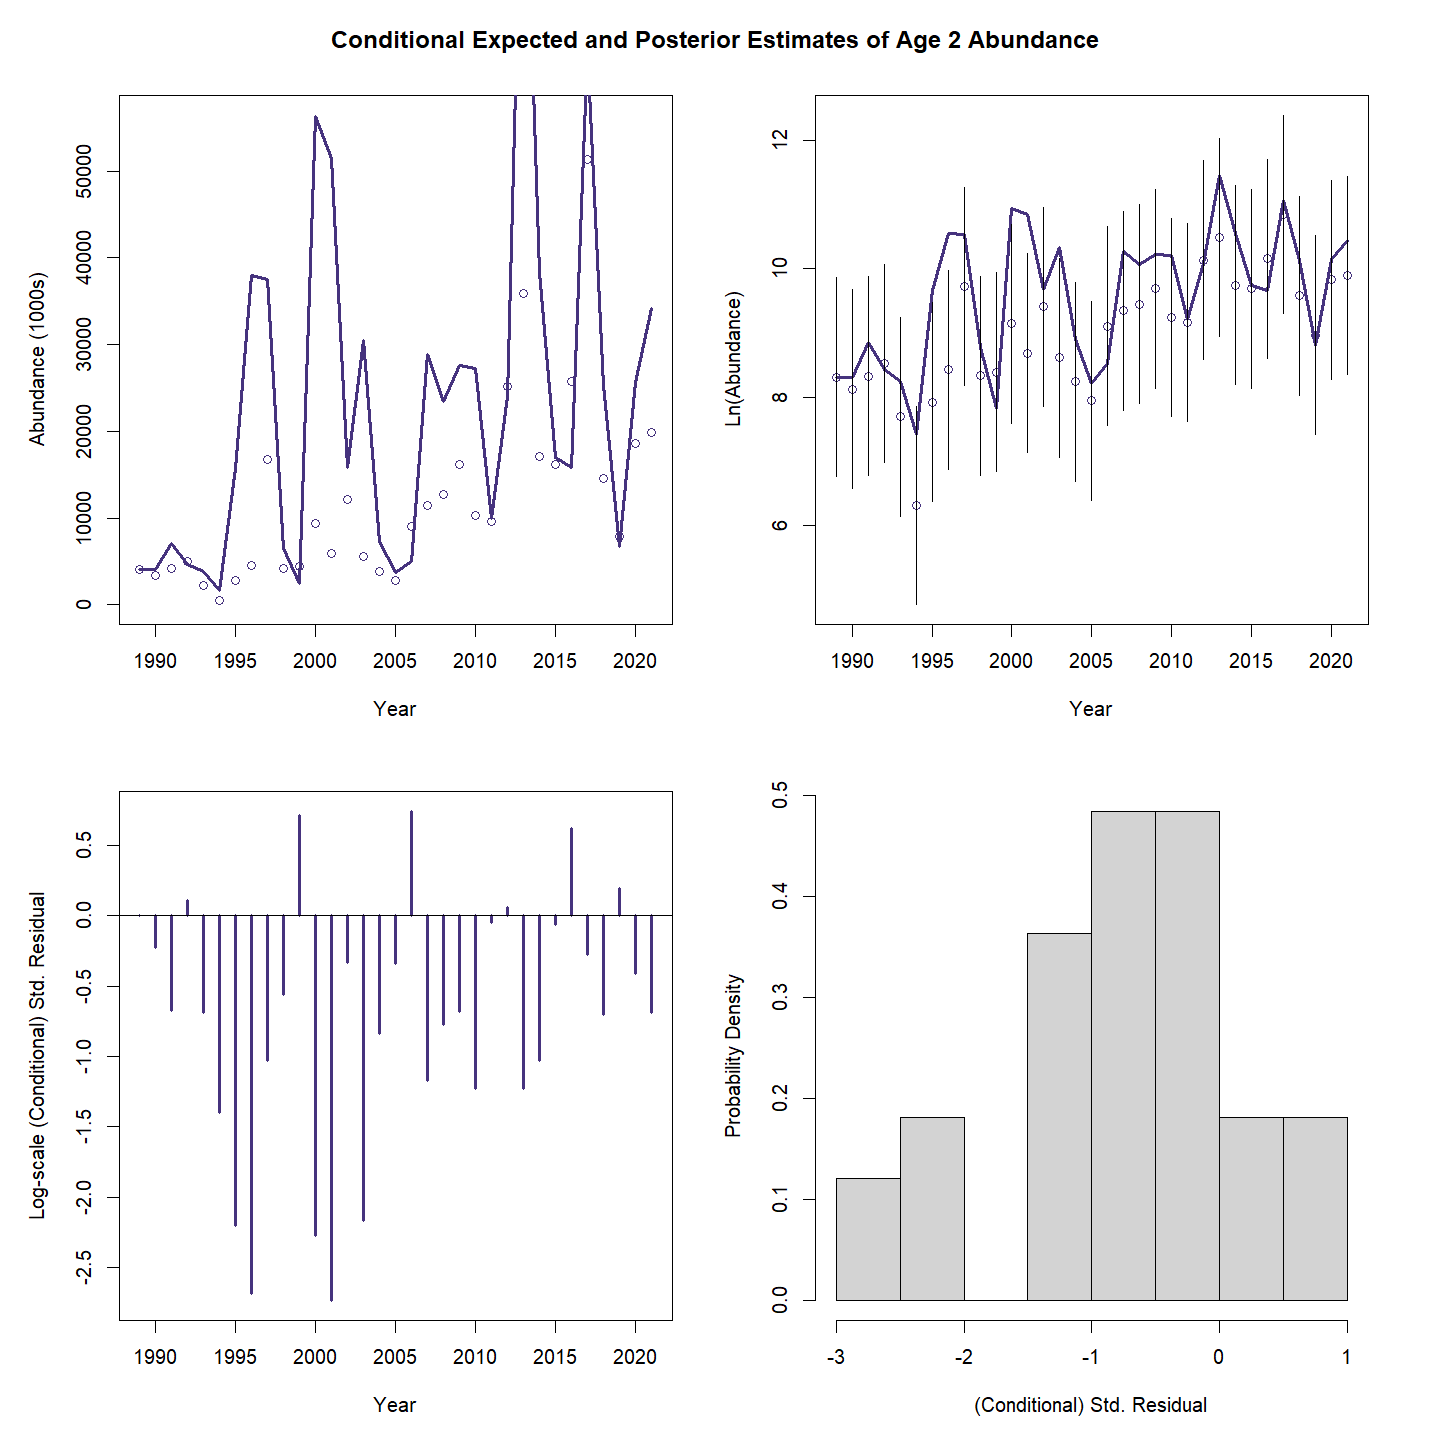 Conditional Expected and Posterior Estimates of Age 2 Abundance
Abundance (1000s)
50000
40000
30000
20000
10000
0
1990 1995 2000 2005 2010 2015 2020
Year
Ln(Abundance)
12
10
8
6
1990 1995 2000 2005 2010 2015 2020
Year
Log-scale (Conditional) Std. Residual
0.5
0.0
-0.5
-1.0
-1.5
-2.0
-2.5
1990 1995 2000 2005 2010 2015 2020
Year
Probability Density
0.5
0.4
0.3
0.2
0.1
0.0
-3 -2 -1 0 1
(Conditional) Std. Residual